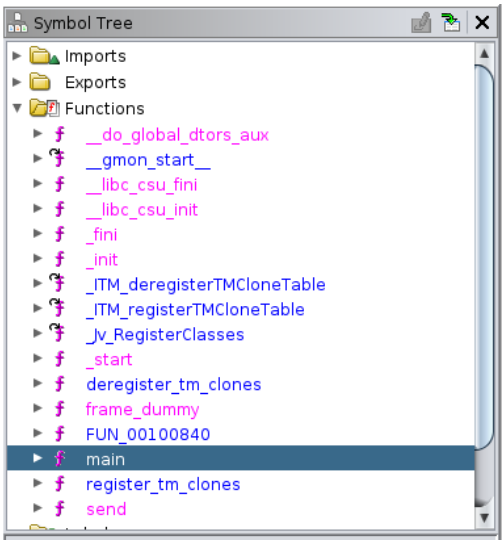 Symbol Tree
Imports
Exports
Functions
__do_global_dtors_aux
__gmon_start__
__libc_csu_fini
__libc_csu_init
_fini
_init
_ITM_deregisterTMCloneTable
_ITM_registerTMCloneTable
_Jv_RegisterClasses
_start
deregister_tm_clones
frame_dummy
FUN_00100840
main
register_tm_clones
send